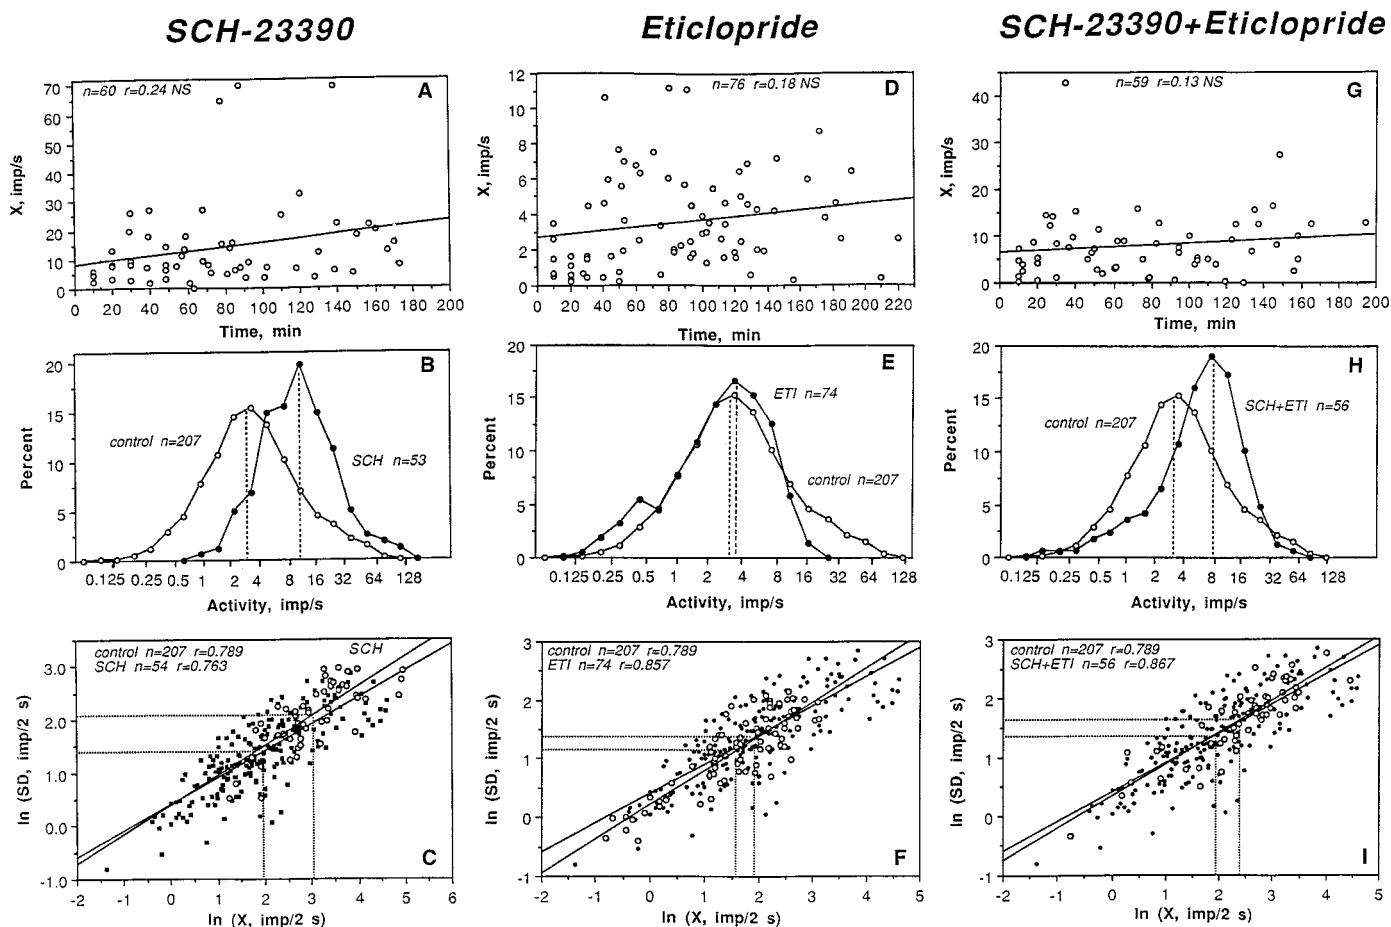 SCH-23390
Eticlopride
SCH-23390+Eticlopride
n=60 r=0.24 NS
A
X, imp/s
70
60
50
40
30
20
10
0
0 20 40 60 80 100 120 140 160 180 200
Time, min
n=76 r=0.18 NS
D
X, imp/s
12
10
8
6
4
2
0
0 20 40 60 80 100 120 140 160 180 200 220
Time, min
n=59 r=0.13 NS
G
X, imp/s
40
30
20
10
0
0 20 40 60 80 100 120 140 160 180 200
Time, min
B
Percent
20
15
10
5
0
control n=207
SCH n=53
0.125 0.25 0.5 1 2 4 8 16 32 64 128
Activity, imp/s
E
Percent
20
15
10
5
0
ETI n=74
control n=207
0.125 0.25 0.5 1 2 4 8 16 32 64 128
Activity, imp/s
H
Percent
20
15
10
5
0
control n=207
SCH+ETI n=56
0.125 0.25 0.5 1 2 4 8 16 32 64 128
Activity, imp/s
control n=207 r=0.789
SCH n=54 r=0.763
SCH
C
ln (SD, imp/2 s)
3.0
2.0
1.0
0.0
-1.0
-2 -1 0 1 2 3 4 5 6
ln (X, imp/2 s)
control n=207 r=0.789
ETI n=74 r=0.857
F
ln (SD, imp/2 s)
3
2
1
0
-1
-2 -1 0 1 2 3 4 5
ln (X, imp/2 s)
control n=207 r=0.789
SCH+ETI n=56 r=0.867
I
ln (SD, imp/2 s)
3
2
1
0
-1
-2 -1 0 1 2 3 4 5
ln (X, imp/2 s)